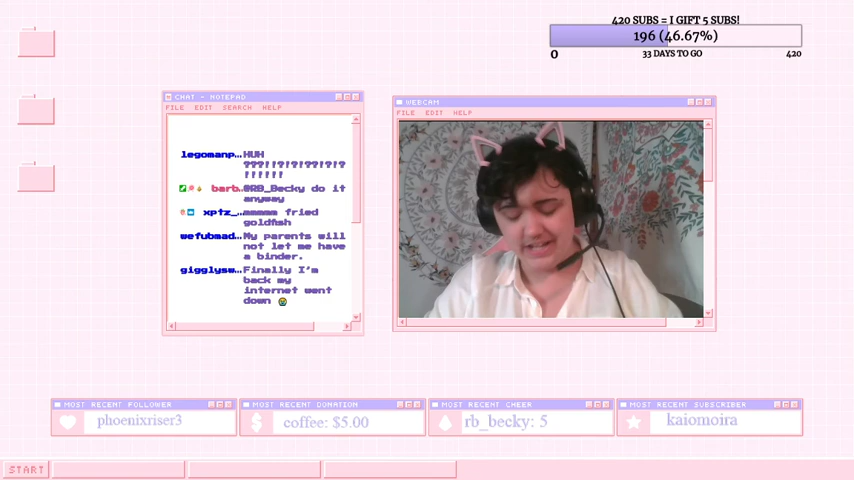 420 SUBS = I GIFT 5 SUBS!
196 (46.67%)
0 33 DAYS TO GO 420
CHAT - NOTEPAD
FILE EDIT SEARCH HELP
legomanp... HUH
???!!?!?!??!?!?
!!!!!!
barb... @RB_Becky do it
anyway
xptz_... mmmmm fried
goldfish
wefubmad... My parents will
not let me have
a binder.
gigglysw... Finally I'm
back my
internet went
down 😭
WEBCAM
FILE EDIT HELP
MOST RECENT FOLLOWER
phoenixriser3
MOST RECENT DONATION
coffee: $5.00
MOST RECENT CHEER
rb_becky: 5
MOST RECENT SUBSCRIBER
kaiomoira
START